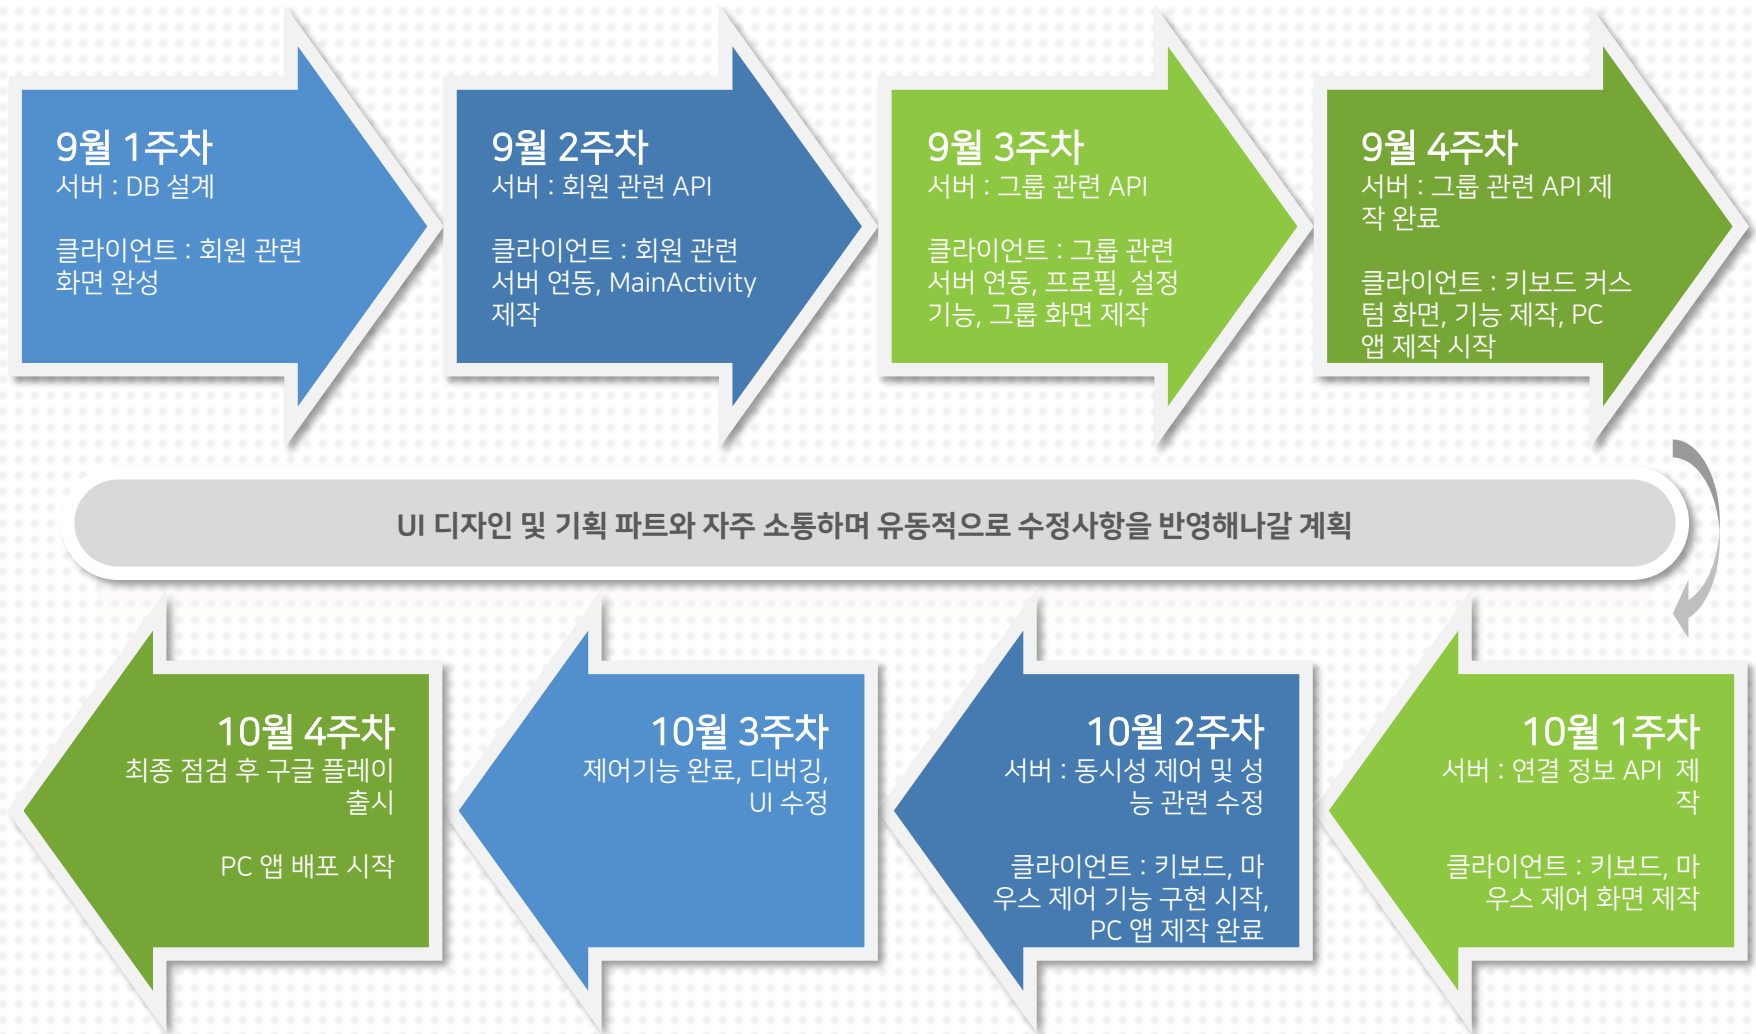 9월 1주차
서버 : DB 설계
클라이언트 : 회원 관련
화면 완성
9월 2주차
서버 : 회원 관련 API
클라이언트 : 회원 관련
서버 연동, MainActivity
제작
9월 3주차
서버 : 그룹 관련 API
클라이언트 : 그룹 관련
서버 연동, 프로필, 설정
기능, 그룹 화면 제작
9월 4주차
서버 : 그룹 관련 API 제
작 완료
클라이언트 : 키보드 커스
텀 화면, 기능 제작, PC
앱 제작 시작
UI 디자인 및 기획 파트와 자주 소통하며 유동적으로 수정사항을 반영해나갈 계획
10월 1주차
서버 : 연결 정보 API 제
작
클라이언트 : 키보드, 마
우스 제어 화면 제작
10월 2주차
서버 : 동시성 제어 및 성
능 관련 수정
클라이언트 : 키보드, 마
우스 제어 기능 구현 시작,
PC 앱 제작 완료
10월 3주차
제어기능 완료, 디버깅,
UI 수정
10월 4주차
최종 점검 후 구글 플레이
출시
PC 앱 배포 시작